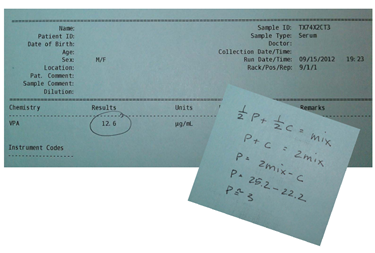 Name: Sample ID: TX74X2CT3
Patient ID: Sample Type: Serum
Date of Birth: Doctor:
Age: Collection Date/Time:
Sex: M/F Run Date/Time: 09/15/2012 19:23
Location: Rack/Pos/Rep: 9/1/1
Pat. Comment:
Sample Comment:
Dilution:
Chemistry Results Units Remarks
VPA 12.6 µg/mL
Instrument Codes
½ P + ½ C = mix
P + C = 2mix
P = 2mix - C
P = 25.2 - 22.2
P ≈ 3